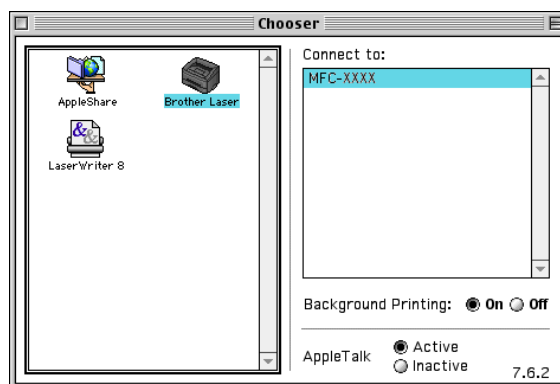 Chooser
AppleShare
Brother Laser
LaserWriter 8
Connect to:
MFC-XXXX
Background Printing: On Off
AppleTalk
Active
Inactive
7.6.2